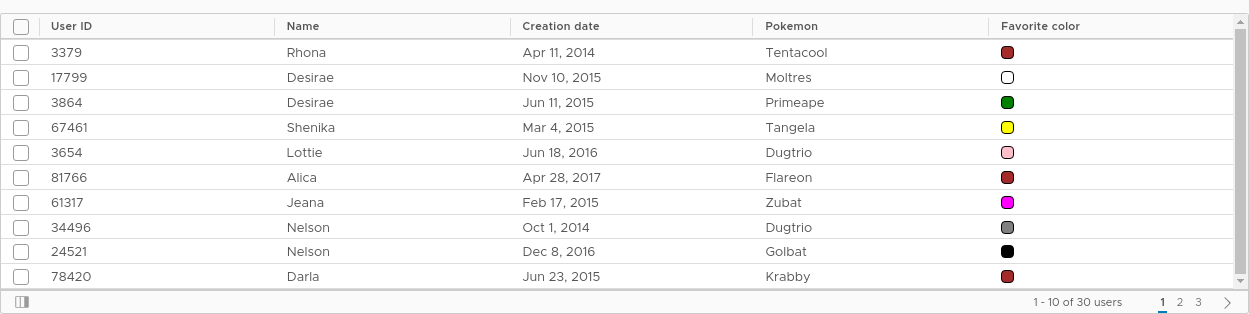 User ID Name Creation date Pokemon Favorite color
3379 Rhona Apr 11, 2014 Tentacool
17799 Desirae Nov 10, 2015 Moltres
3864 Desirae Jun 11, 2015 Primeape
67461 Shenika Mar 4, 2015 Tangela
3654 Lottie Jun 18, 2016 Dugtrio
81766 Alica Apr 28, 2017 Flareon
61317 Jeana Feb 17, 2015 Zubat
34496 Nelson Oct 1, 2014 Dugtrio
24521 Nelson Dec 8, 2016 Golbat
78420 Darla Jun 23, 2015 Krabby
1 - 10 of 30 users 1 2 3